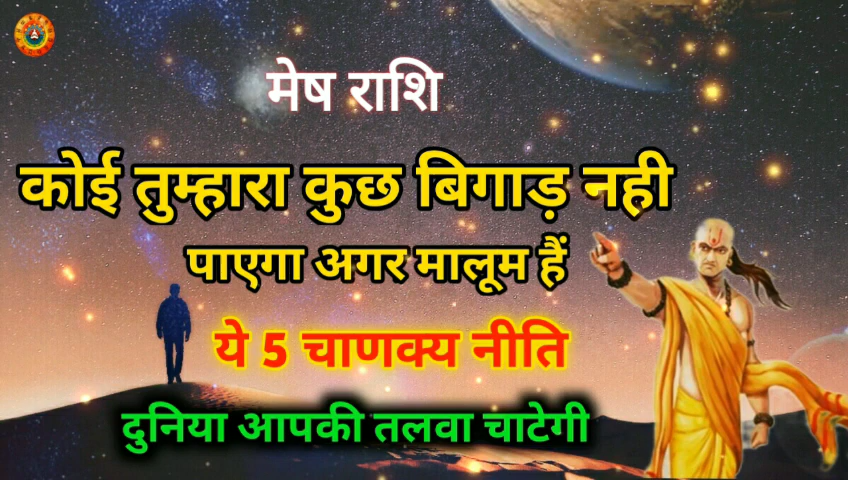 मेष राशि
कोई तुम्हारा कुछ बिगाड़ नही
पाएगा अगर मालूम हैं
ये 5 चाणक्य नीति
दुनिया आपकी तलवा चाटेगी